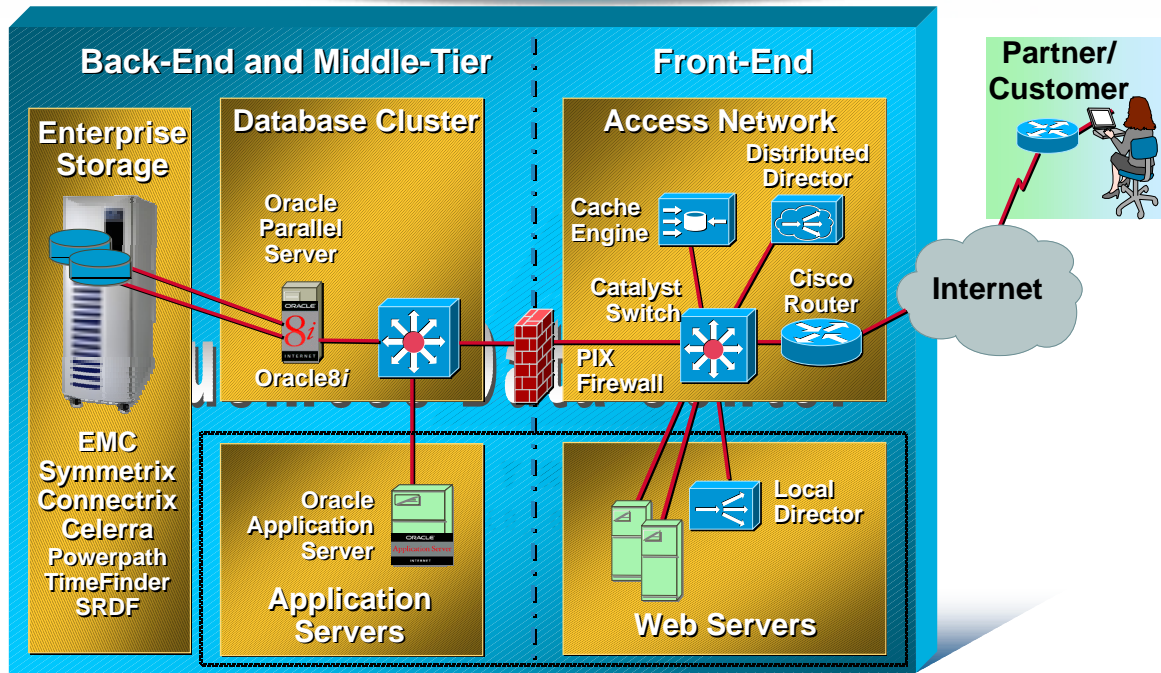 Back-End and Middle-Tier
Front-End
Partner/
Customer
Enterprise
Storage
Database Cluster
Access Network
Distributed
Director
Oracle
Parallel
Server
Cache
Engine
Catalyst
Switch
Cisco
Router
Internet
ORACLE
8i
INTERNET
Oracle8i
PIX
Firewall
EMC
Symmetrix
Connectrix
Celerra
Powerpath
TimeFinder
SRDF
Oracle
Application
Server
ORACLE
Application Server
INTERNET
Application
Servers
Local
Director
Web Servers